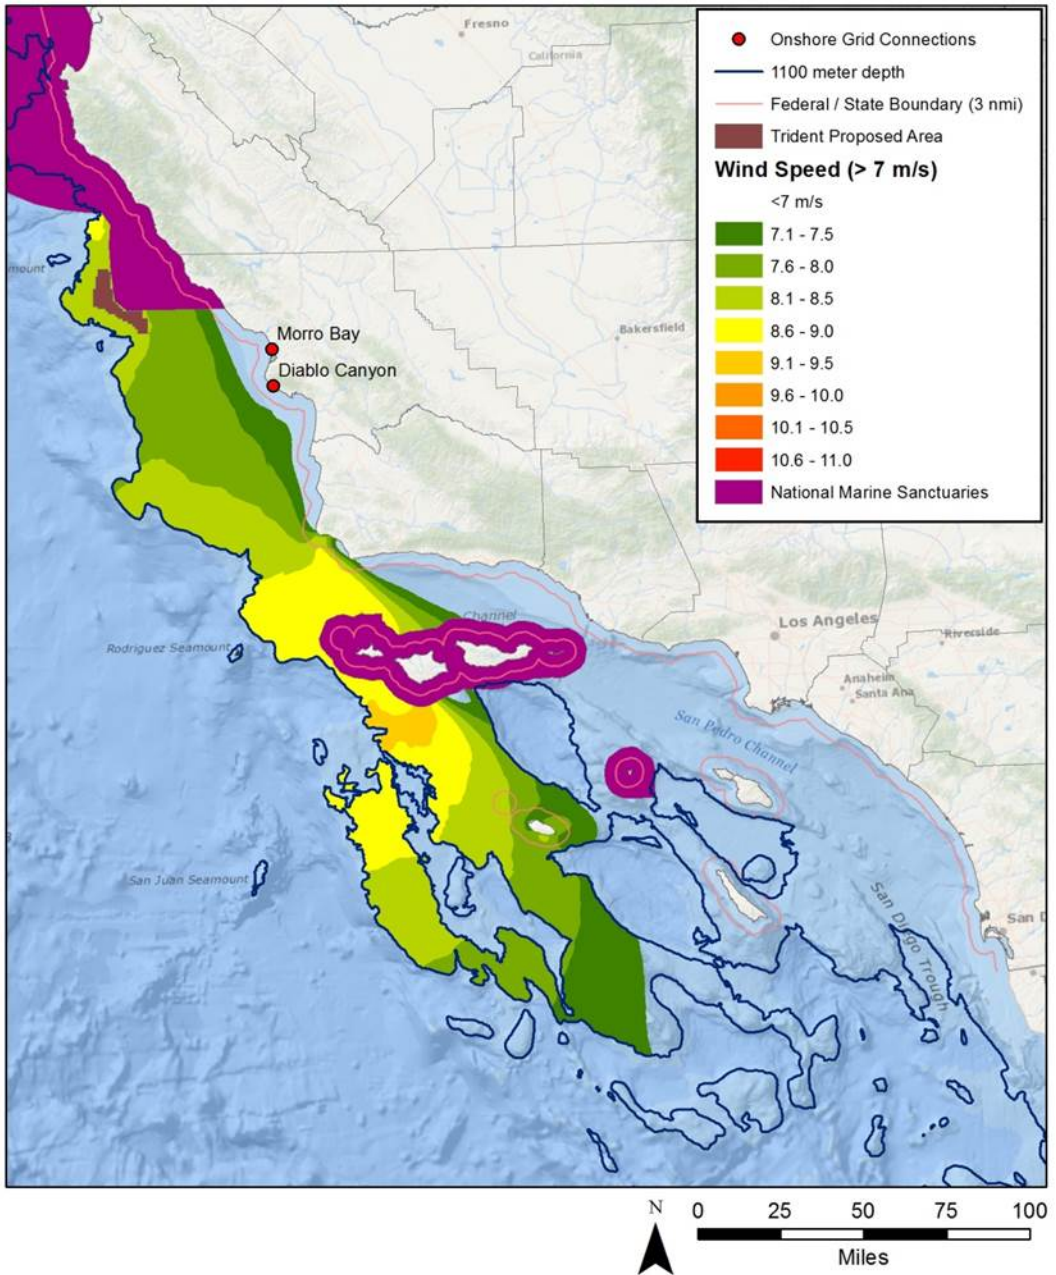 Fresno
California
Onshore Grid Connections
1100 meter depth
Federal / State Boundary (3 nmi)
Trident Proposed Area
Wind Speed (> 7 m/s)
<7 m/s
7.1 - 7.5
7.6 - 8.0
8.1 - 8.5
8.6 - 9.0
9.1 - 9.5
9.6 - 10.0
10.1 - 10.5
10.6 - 11.0
National Marine Sanctuaries
mount
Morro Bay
Bakersfield
Diablo Canyon
Channel
Los Angeles
Riverside
Rodriguez Seamount
Anaheim
Santa Ana
San Pedro Channel
San Juan Seamount
San Diego Trough
San D
N
0 25 50 75 100
Miles